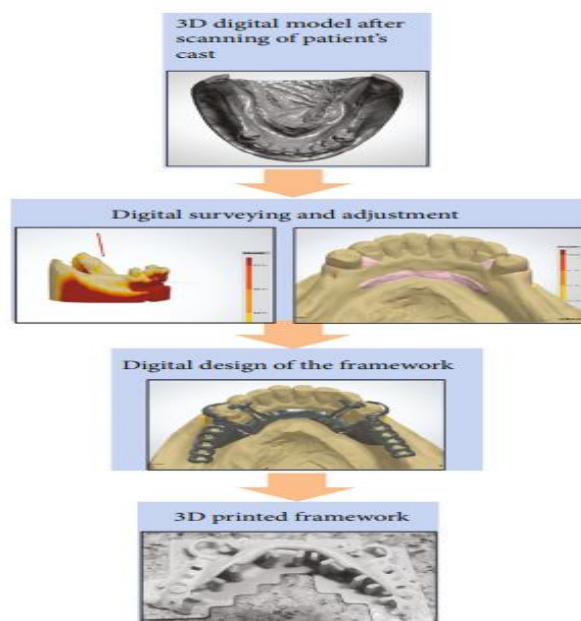 3D digital model after
scanning of patient's
cast
Digital surveying and adjustment
Digital design of the framework
3D printed framework